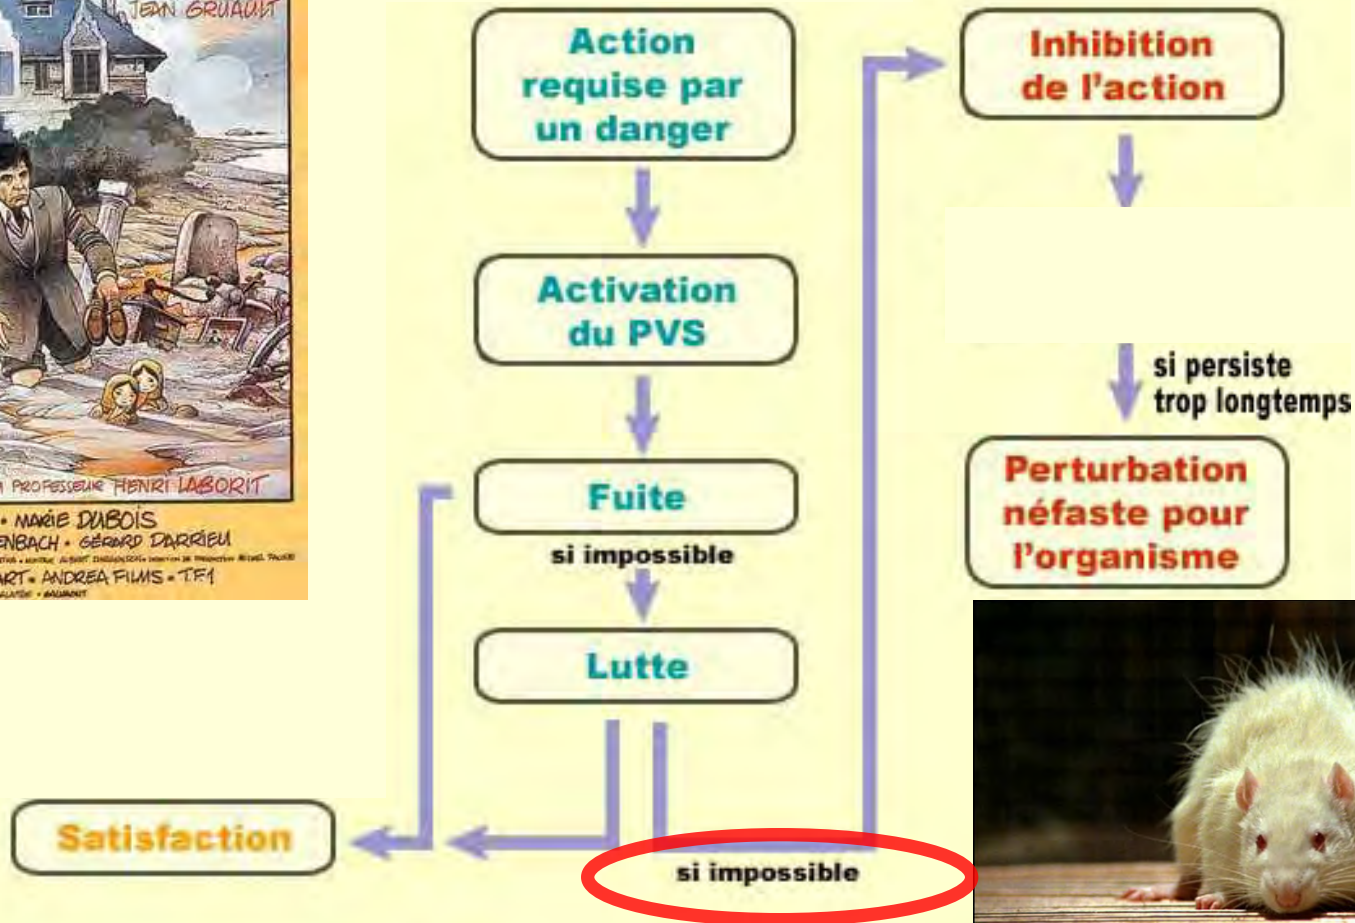 JEAN GRUAULT
PROFESSEUR HENRI LABORIT
• MARIE DUBOIS
ENBACH • GÉRARD DARRIEU
ART • ANDREA FILMS • TF1
Action
requise par
un danger
Activation
du PVS
Fuite
si impossible
Lutte
Satisfaction
si impossible
Inhibition
de l'action
si persiste
trop longtemps
Perturbation
néfaste pour
l'organisme